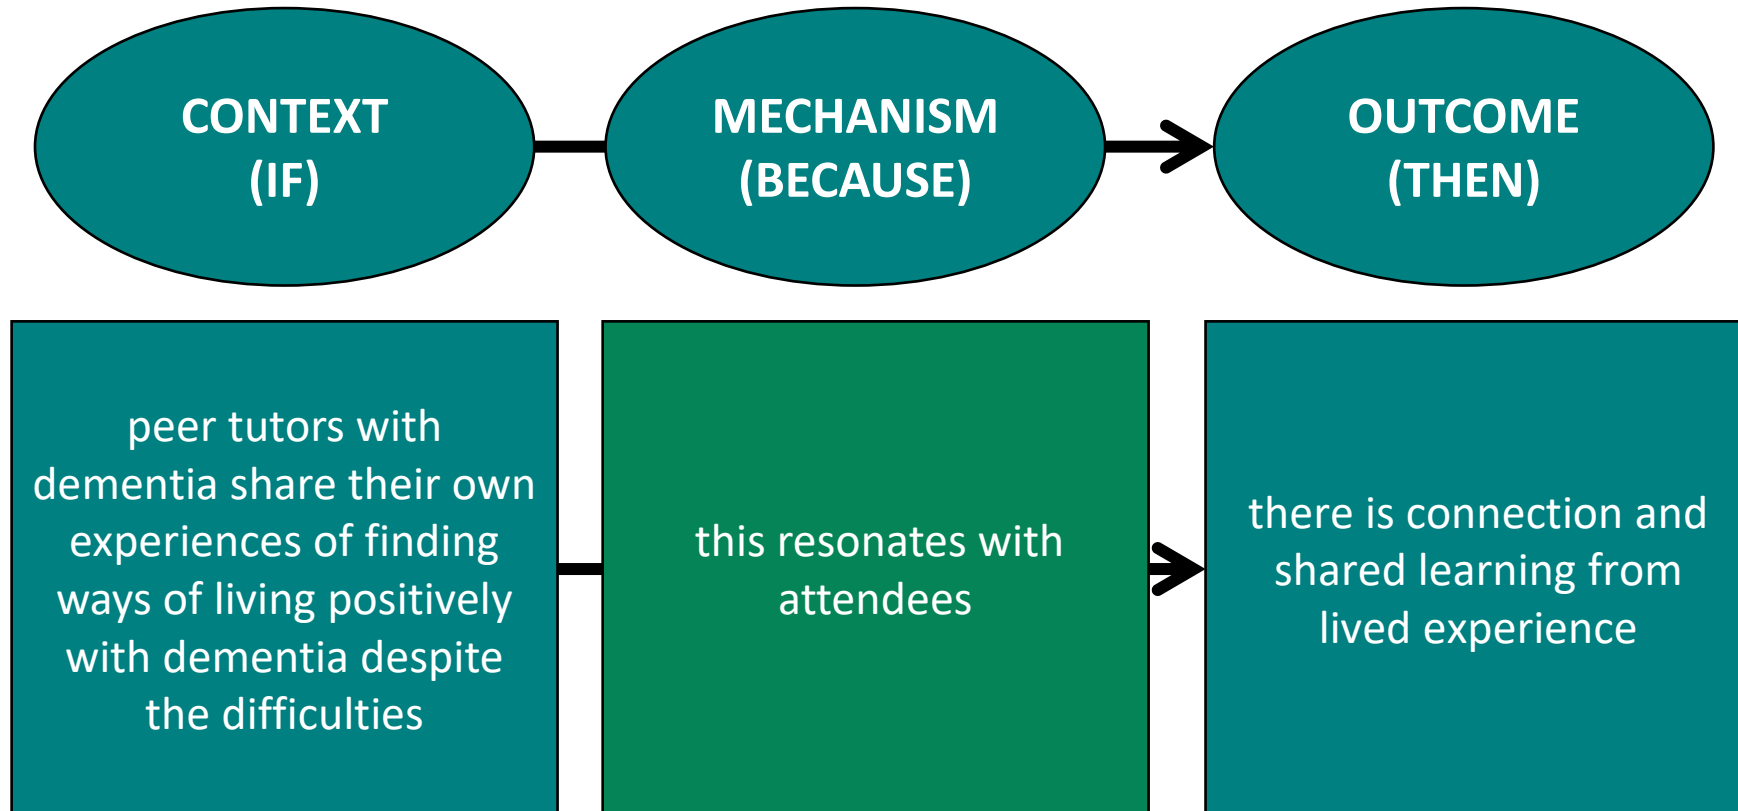 CONTEXT
(IF)
MECHANISM
(BECAUSE)
OUTCOME
(THEN)
peer tutors with
dementia share their own
experiences of finding
ways of living positively
with dementia despite
the difficulties
this resonates with
attendees
there is connection and
shared learning from
lived experience